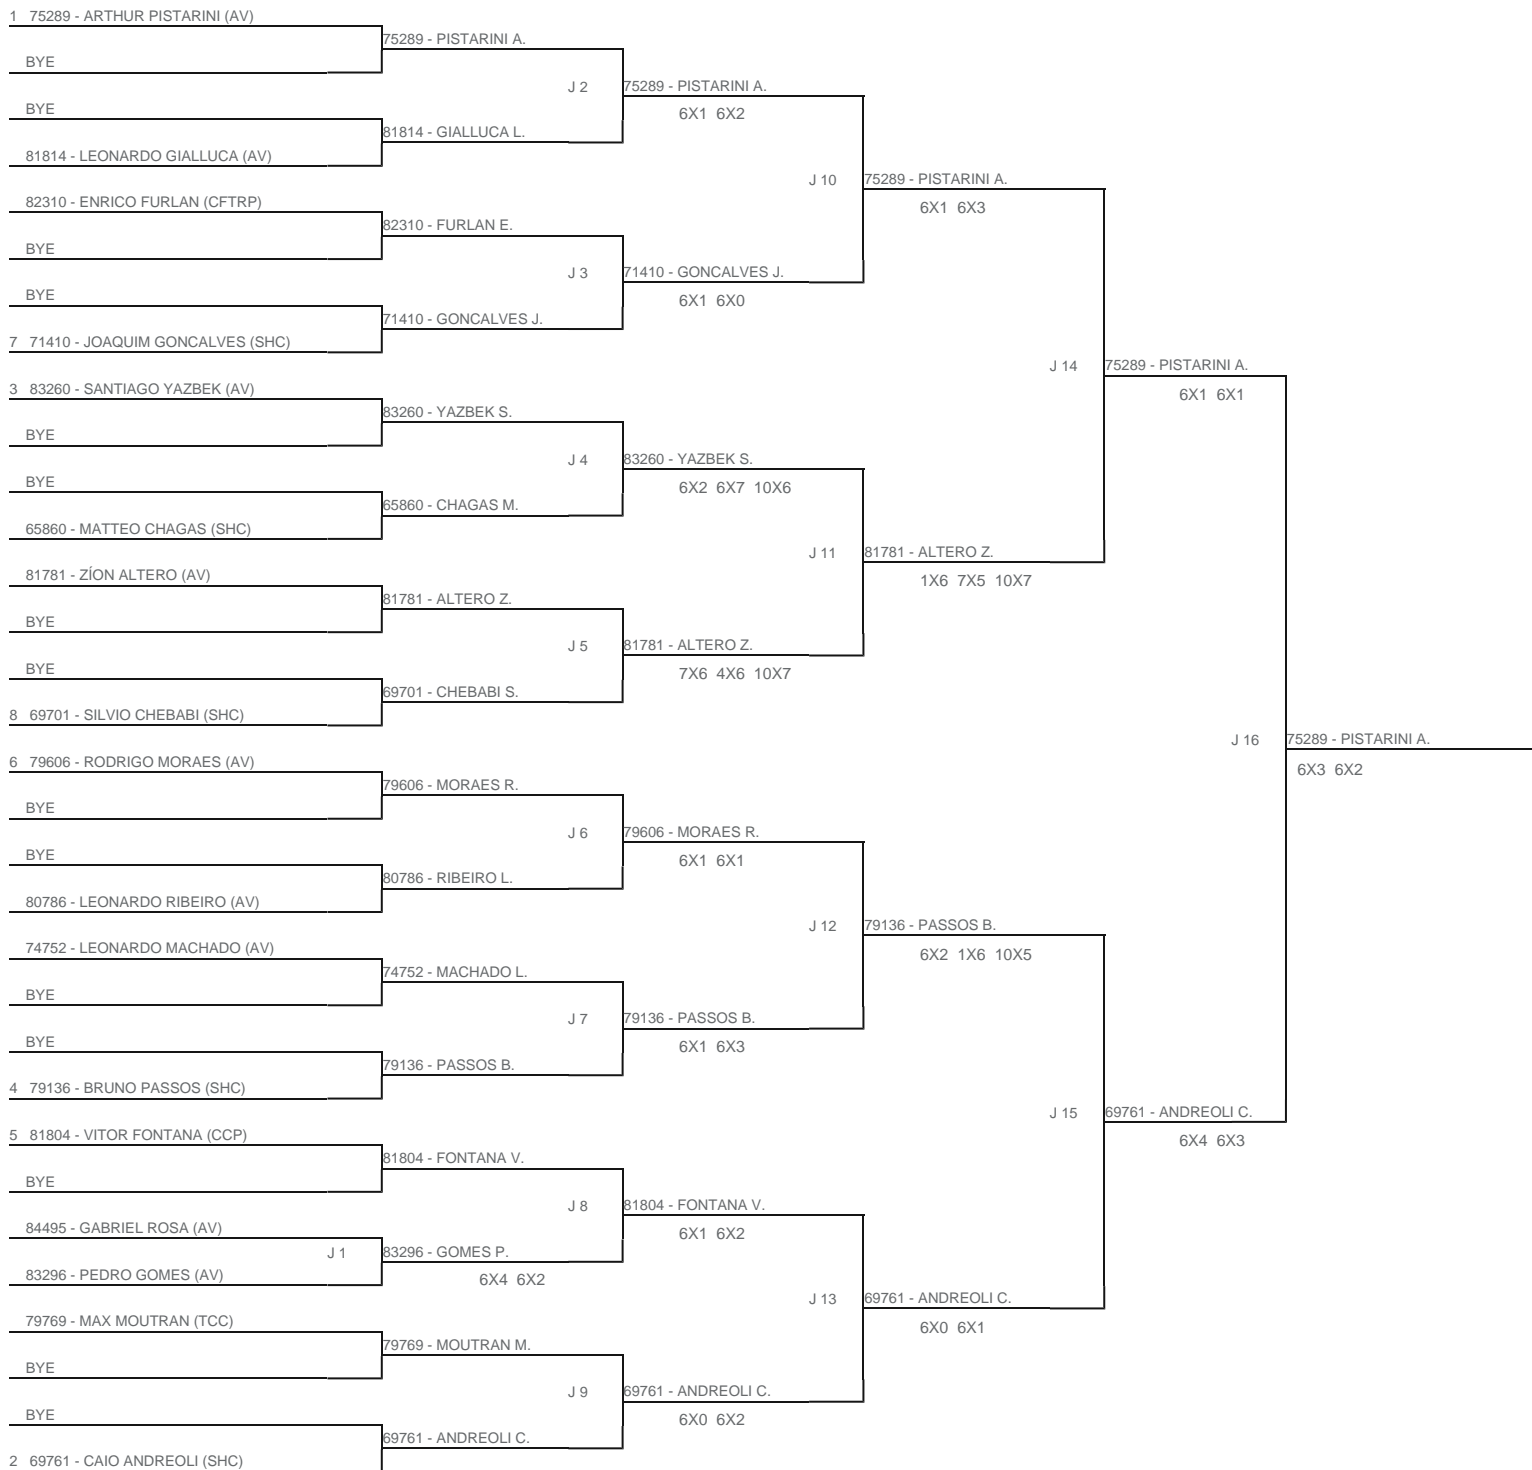 1 75289 - ARTHUR PISTARINI (AV)
75289 - PISTARINI A.
BYE
J 2
75289 - PISTARINI A.
6X1 6X2
BYE
81814 - GIALLUCA L.
81814 - LEONARDO GIALLUCA (AV)
J 10
75289 - PISTARINI A.
6X1 6X3
82310 - ENRICO FURLAN (CFTRP)
82310 - FURLAN E.
BYE
J 3
71410 - GONCALVES J.
6X1 6X0
BYE
71410 - GONCALVES J.
7 71410 - JOAQUIM GONCALVES (SHC)
J 14
75289 - PISTARINI A.
6X1 6X1
3 83260 - SANTIAGO YAZBEK (AV)
83260 - YAZBEK S.
BYE
J 4
83260 - YAZBEK S.
6X2 6X7 10X6
BYE
65860 - CHAGAS M.
65860 - MATTEO CHAGAS (SHC)
J 11
81781 - ALTERO Z.
1X6 7X5 10X7
81781 - ZÍON ALTERO (AV)
81781 - ALTERO Z.
BYE
J 5
81781 - ALTERO Z.
7X6 4X6 10X7
BYE
69701 - CHEBABI S.
8 69701 - SILVIO CHEBABI (SHC)
J 16
75289 - PISTARINI A.
6X3 6X2
6 79606 - RODRIGO MORAES (AV)
79606 - MORAES R.
BYE
J 6
79606 - MORAES R.
6X1 6X1
BYE
80786 - RIBEIRO L.
80786 - LEONARDO RIBEIRO (AV)
J 12
79136 - PASSOS B.
6X2 1X6 10X5
74752 - LEONARDO MACHADO (AV)
74752 - MACHADO L.
BYE
J 7
79136 - PASSOS B.
6X1 6X3
BYE
79136 - PASSOS B.
4 79136 - BRUNO PASSOS (SHC)
J 15
69761 - ANDREOLI C.
6X4 6X3
5 81804 - VITOR FONTANA (CCP)
81804 - FONTANA V.
BYE
J 8
81804 - FONTANA V.
6X1 6X2
84495 - GABRIEL ROSA (AV)
J 1
83296 - GOMES P.
6X4 6X2
83296 - PEDRO GOMES (AV)
J 13
69761 - ANDREOLI C.
6X0 6X1
79769 - MAX MOUTRAN (TCC)
79769 - MOUTRAN M.
BYE
J 9
69761 - ANDREOLI C.
6X0 6X2
BYE
69761 - ANDREOLI C.
2 69761 - CAIO ANDREOLI (SHC)